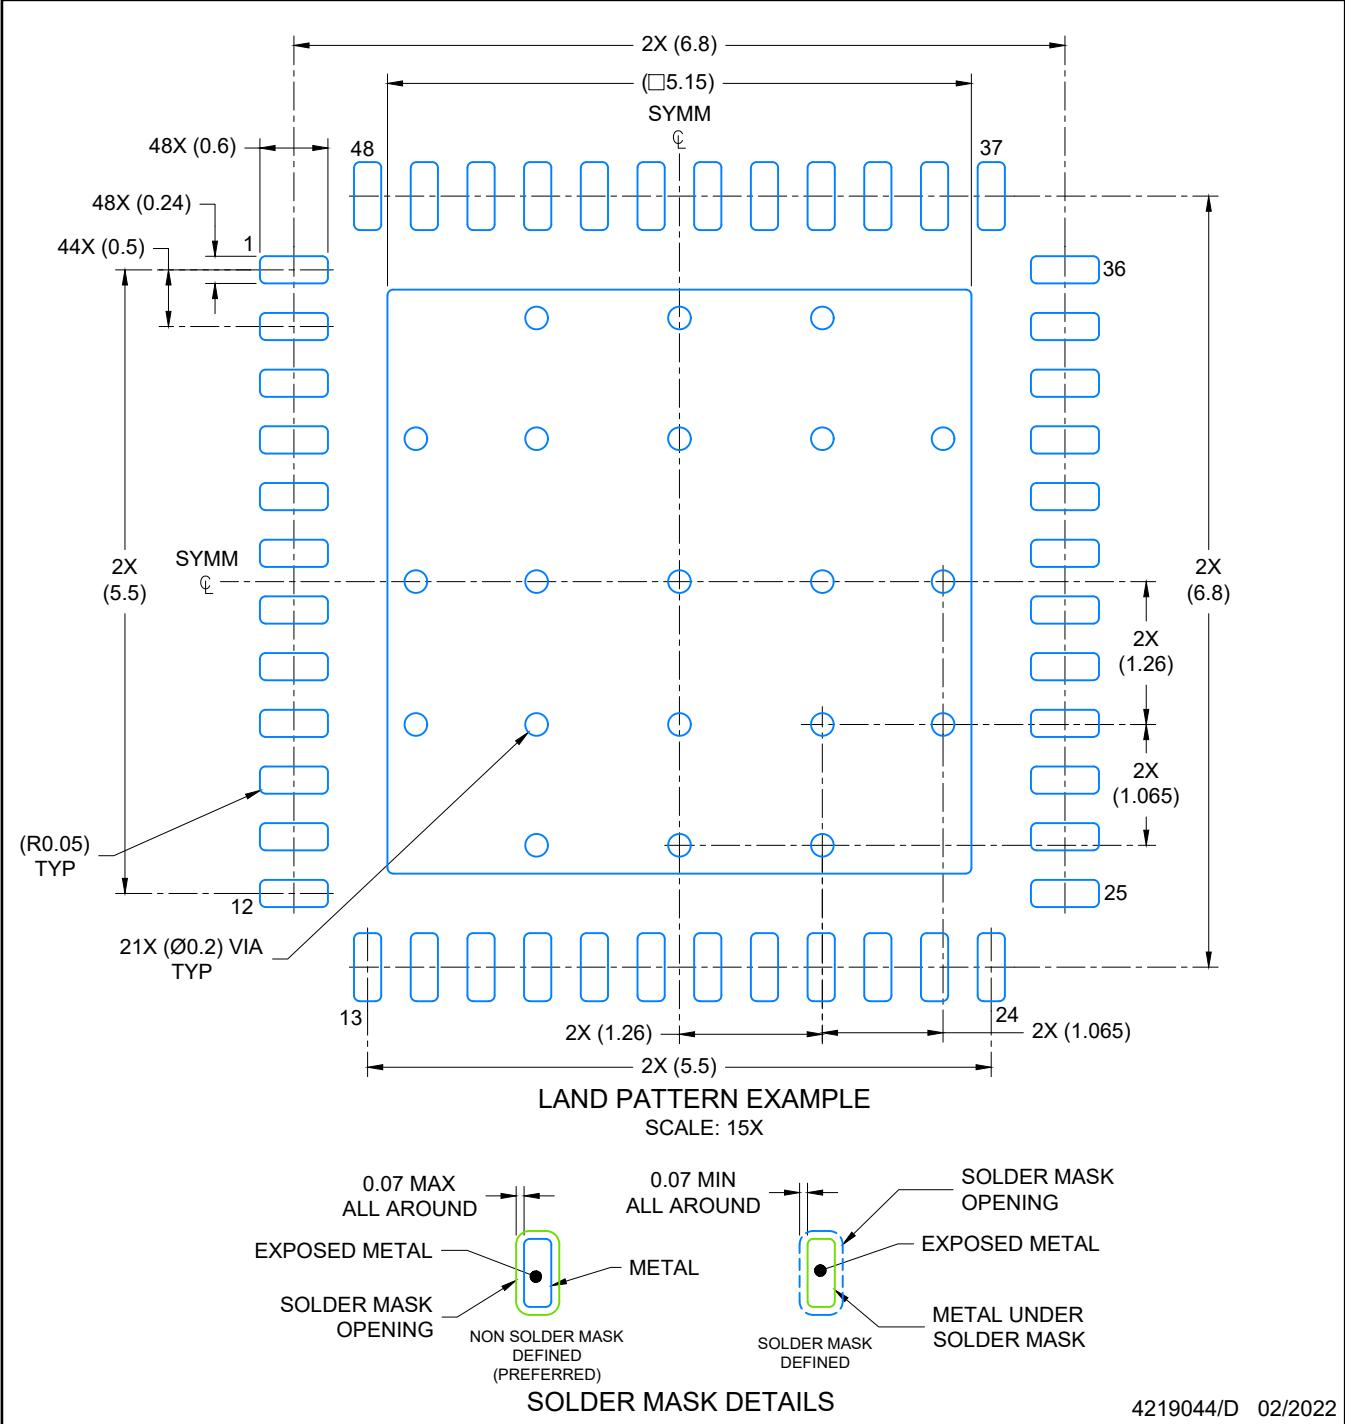 2X (6.8)
(□5.15)
SYMM
℄
48X (0.6)
48
37
48X (0.24)
44X (0.5)
1
36
SYMM
℄
2X
(5.5)
2X
(6.8)
2X
(1.26)
2X
(1.065)
(R0.05)
TYP
12
25
21X (Ø0.2) VIA
TYP
13
24
2X (1.26)
2X (1.065)
2X (5.5)
LAND PATTERN EXAMPLE
SCALE: 15X
0.07 MAX
ALL AROUND
EXPOSED METAL
METAL
SOLDER MASK
OPENING
NON SOLDER MASK
DEFINED
(PREFERRED)
0.07 MIN
ALL AROUND
SOLDER MASK
OPENING
EXPOSED METAL
METAL UNDER
SOLDER MASK
SOLDER MASK
DEFINED
SOLDER MASK DETAILS
4219044/D 02/2022